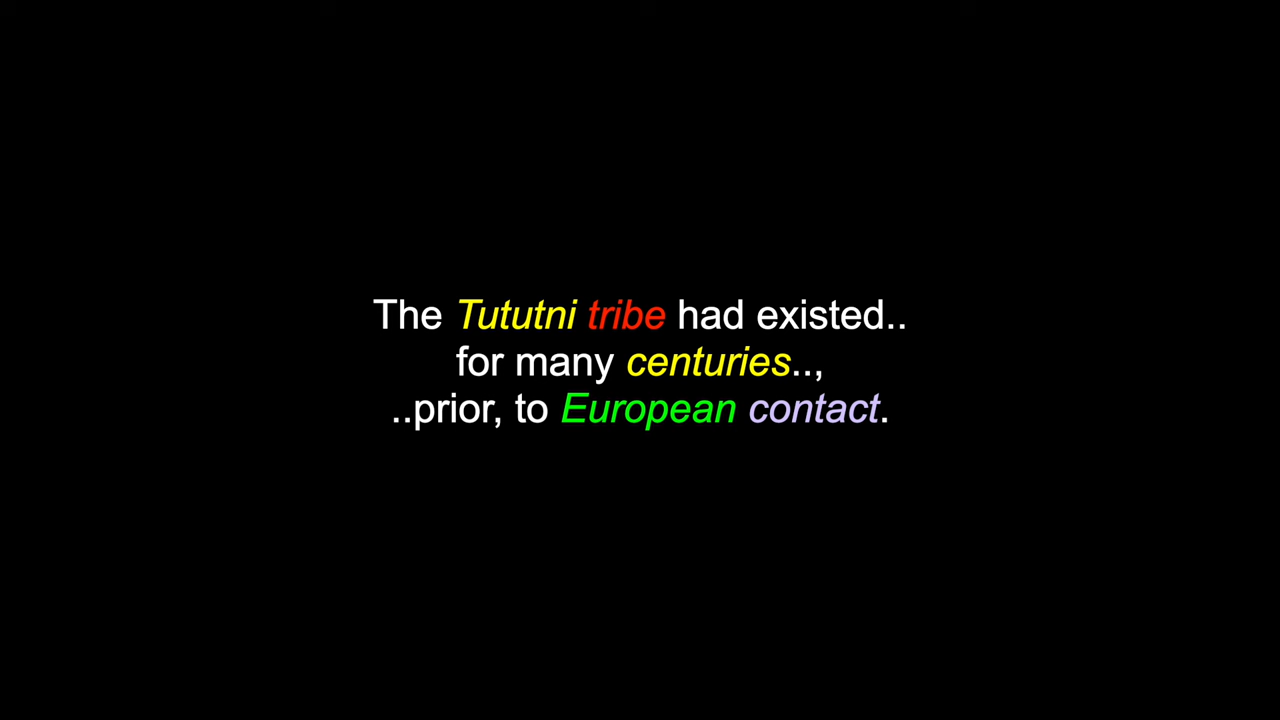 The Tututni tribe had existed..
for many centuries..,
..prior, to European contact.